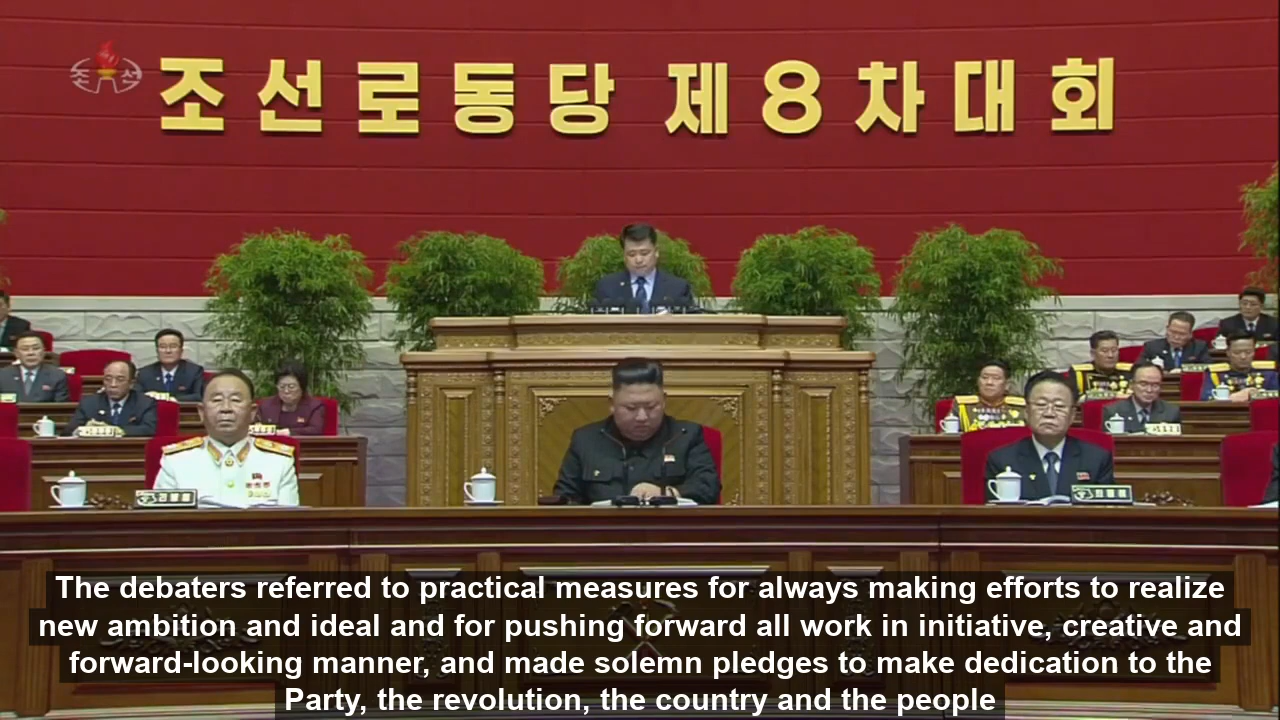 조선로동당 제8차대회
The debaters referred to practical measures for always making efforts to realize
new ambition and ideal and for pushing forward all work in initiative, creative and
forward-looking manner, and made solemn pledges to make dedication to the
Party, the revolution, the country and the people